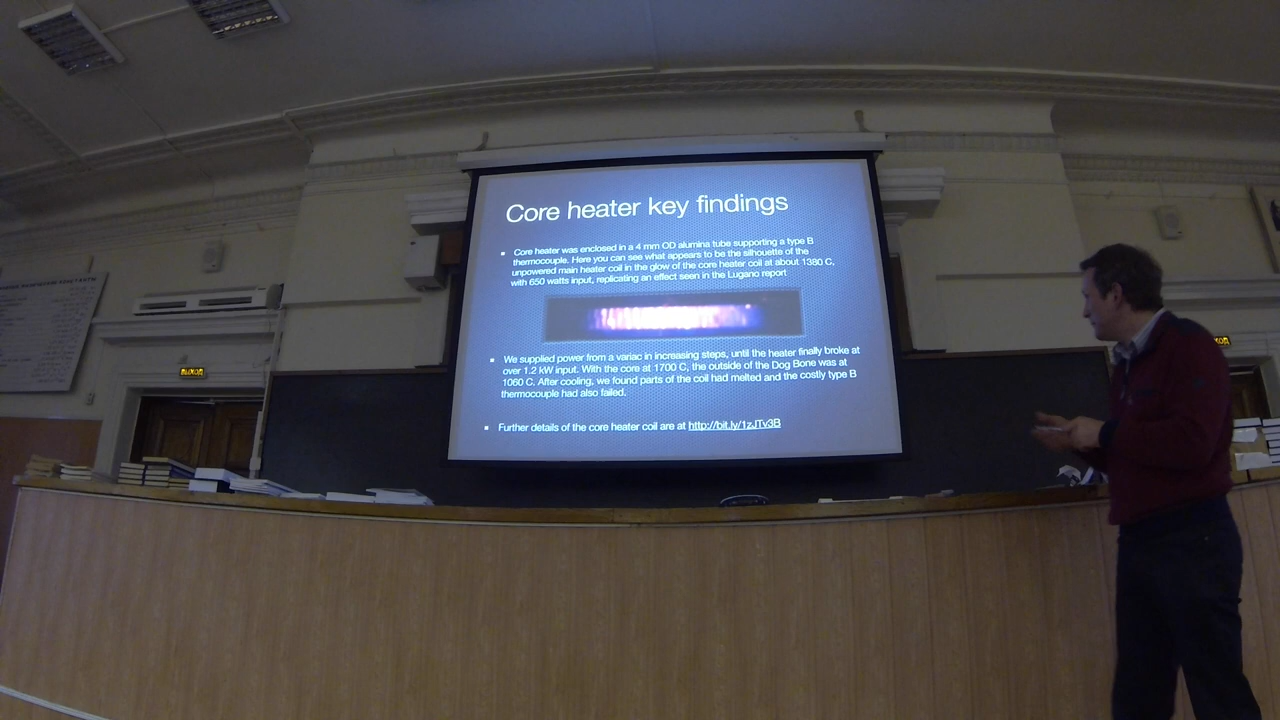 Core heater key findings
Core heater was enclosed in a 4 mm OD alumina tube supporting a type B
thermocouple. Here you can see what appears to be the silhouette of the
unpowered main heater coil in the glow of the core heater coil at about 1380 C,
with 650 watts input, replicating an effect seen in the Lugano report
We supplied power from a variac in increasing steps, until the heater finally broke at
over 1.2 kW input. With the core at 1700 C, the outside of the Dog Bone was at
1060 C. After cooling, we found parts of the coil had melted and the costly type B
thermocouple had also failed.
Further details of the core heater coil are at http://bit.ly/1zJTv3B
ВЫХОД